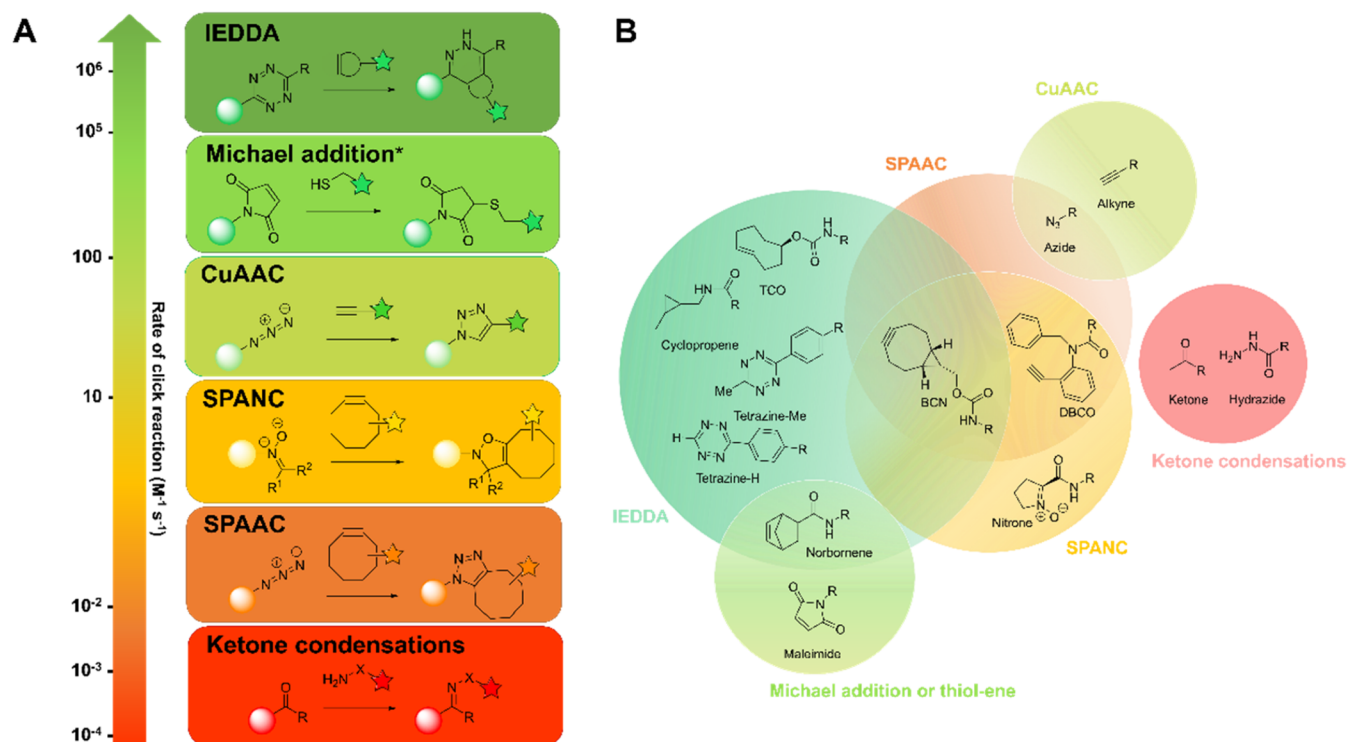 A
Rate of click reaction (M⁻¹ s⁻¹)
10⁶
10⁵
100
10
10⁻²
10⁻³
10⁻⁴
IEDDA
N
N
N
N
R
H
N
N
R
Michael addition*
O
N
O
HS
O
N
O
S
CuAAC
N
N
N
⊕
⊖
N
N
N
SPANC
O
⊖
N
⊖
R²
R¹
O
N
R¹
R²
SPAAC
N
N
N
⊕
⊖
N
N
N
Ketone condensations
O
R
H₂N
X
N
X
R
B
CuAAC
R
Alkyne
N₃
R
Azide
SPAAC
O
O
H
N
R
TCO
HN
O
R
Cyclopropene
N
N
N
N
Me
R
Tetrazine-Me
H
N
N
N
N
R
Tetrazine-H
IEDDA
H
H
O
O
HN
R
BCN
R
N
O
DBCO
O
R
Ketone
H₂N
H
N
R
O
Hydrazide
Ketone condensations
O
R
N
H
N
⊕
O
⊖
Nitrone
SPANC
O
R
N
H
Norbornene
O
N
R
O
Maleimide
Michael addition or thiol-ene